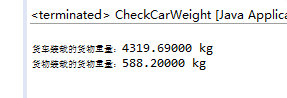 <terminated> CheckCarWeight [Java Applica
货车装载的货物重量：4319.69000 kg
货物装载的货物重量：588.20000 kg